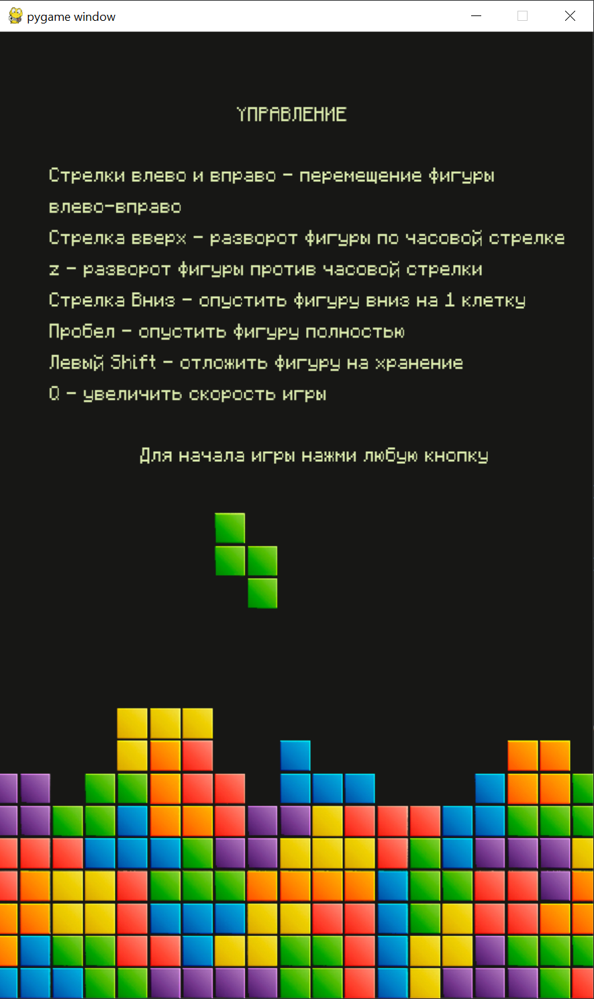 pygame window
УПРАВЛЕНИЕ
Стрелки влево и вправо - перемещение фигуры
влево-вправо
Стрелка вверх - разворот фигуры по часовой стрелке
z - разворот фигуры против часовой стрелки
Стрелка Вниз - опустить фигуру вниз на 1 клетку
Пробел - опустить фигуру полностью
Левый Shift - отложить фигуру на хранение
Q - увеличить скорость игры
Для начала игры нажми любую кнопку